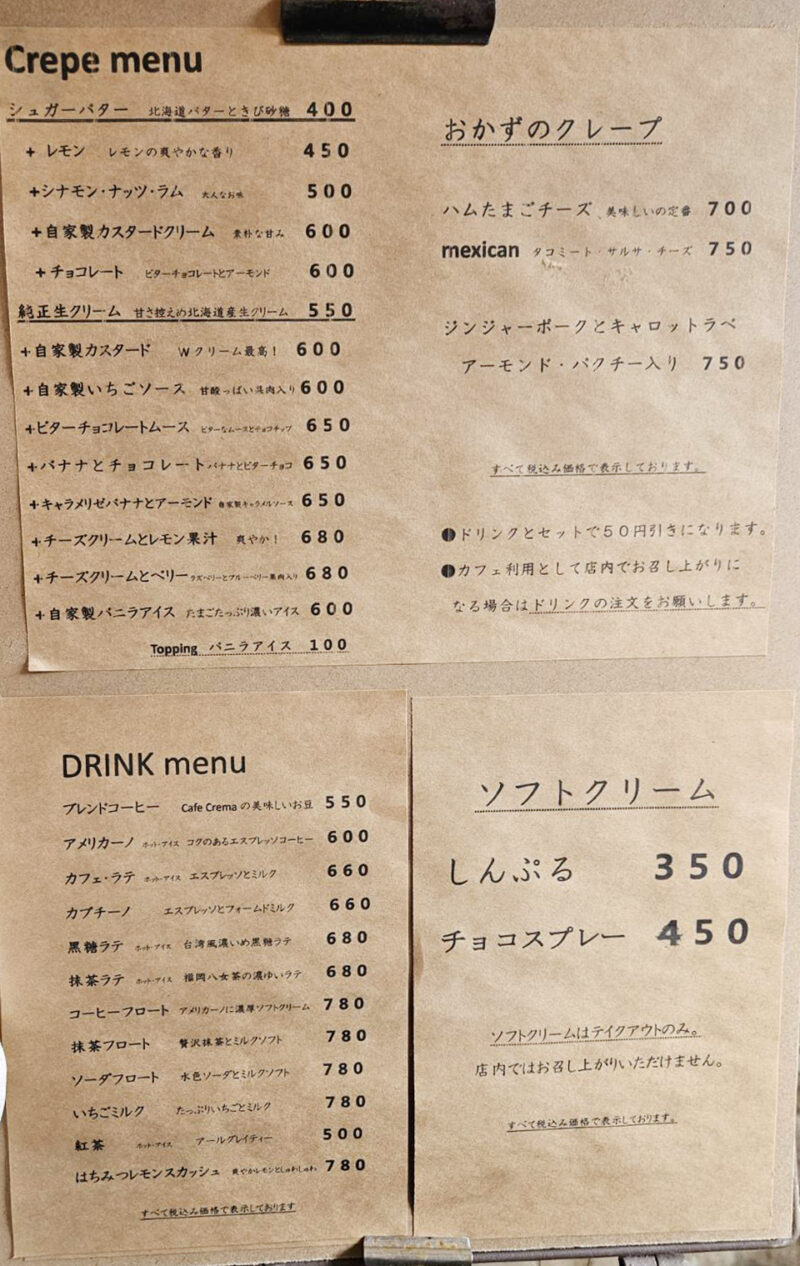 Crepe menu
シュガーバター 北海道バターときび砂糖 400
+ レモン レモンの爽やかな香り 450
+シナモン・ナッツ・ラム 大人なお味 500
+自家製カスタードクリーム 素朴な甘み 600
+チョコレート ビターチョコレートとアーモンド 600
純正生クリーム 甘さ控えめ北海道産生クリーム 550
+自家製カスタード Wクリーム最高! 600
+自家製いちごソース 甘酸っぱい果肉入り 600
+ビターチョコレートムース ビターなムースとチョコチップ 650
+バナナとチョコレート バナナとビターチョコ 650
+キャラメリゼバナナとアーモンド 自家製キャラメルソース 650
+チーズクリームとレモン果汁 爽やか! 680
+チーズクリームとベリー ラズベリーとブルーベリー果肉入り 680
+自家製バニラアイス たまごたっぷり濃いアイス 600
Topping バニラアイス 100
おかずのクレープ
ハムたまごチーズ 美味しいの定番 700
mexican タコミート・サルサ・チーズ 750
ジンジャーポークとキャロットラペ
アーモンド・パクチー入り 750
すべて税込み価格で表示しております。
●ドリンクとセットで50円引きになります。
●カフェ利用として店内でお召し上がりに
なる場合はドリンクの注文をお願いします。
DRINK menu
ブレンドコーヒー Cafe Cremaの美味しいお豆 550
アメリカーノ ホット・アイス コクのあるエスプレッソコーヒー 600
カフェ・ラテ ホット・アイス エスプレッソとミルク 660
カプチーノ エスプレッソとフォームドミルク 660
黒糖ラテ ホット・アイス 台湾風濃いめ黒糖ラテ 680
抹茶ラテ ホット・アイス 福岡八女茶の濃ゆいラテ 680
コーヒーフロート アメリカーノに濃厚ソフトクリーム 780
抹茶フロート 贅沢抹茶とミルクソフト 780
ソーダフロート 水色ソーダとミルクソフト 780
いちごミルク たっぷりいちごとミルク 780
紅茶 ホット・アイス アールグレイティー 500
はちみつレモンスカッシュ 爽やかレモンとしゅわしゅわ 780
すべて税込み価格で表示しております
ソフトクリーム
しんぷる 350
チョコスプレー 450
ソフトクリームはテイクアウトのみ。
店内ではお召し上がりいただけません。
すべて税込み価格で表示しております。